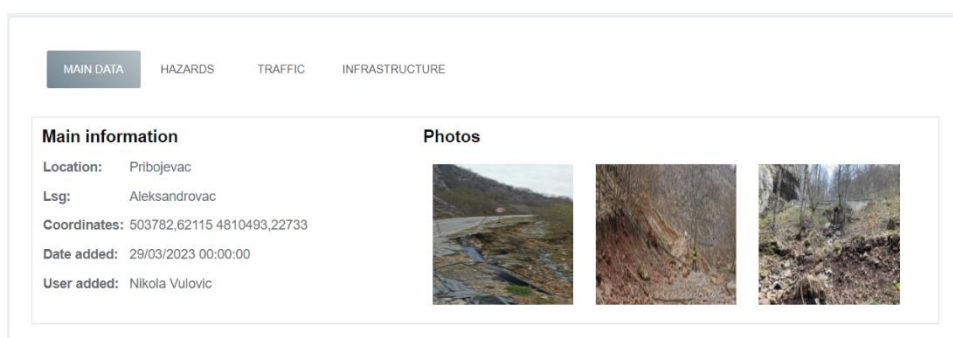 MAIN DATA HAZARDS TRAFFIC INFRASTRUCTURE
Main information
Location: Pribojevac
Lsg: Aleksandrovac
Coordinates: 503782,62115 4810493,22733
Date added: 29/03/2023 00:00:00
User added: Nikola Vulovic
Photos